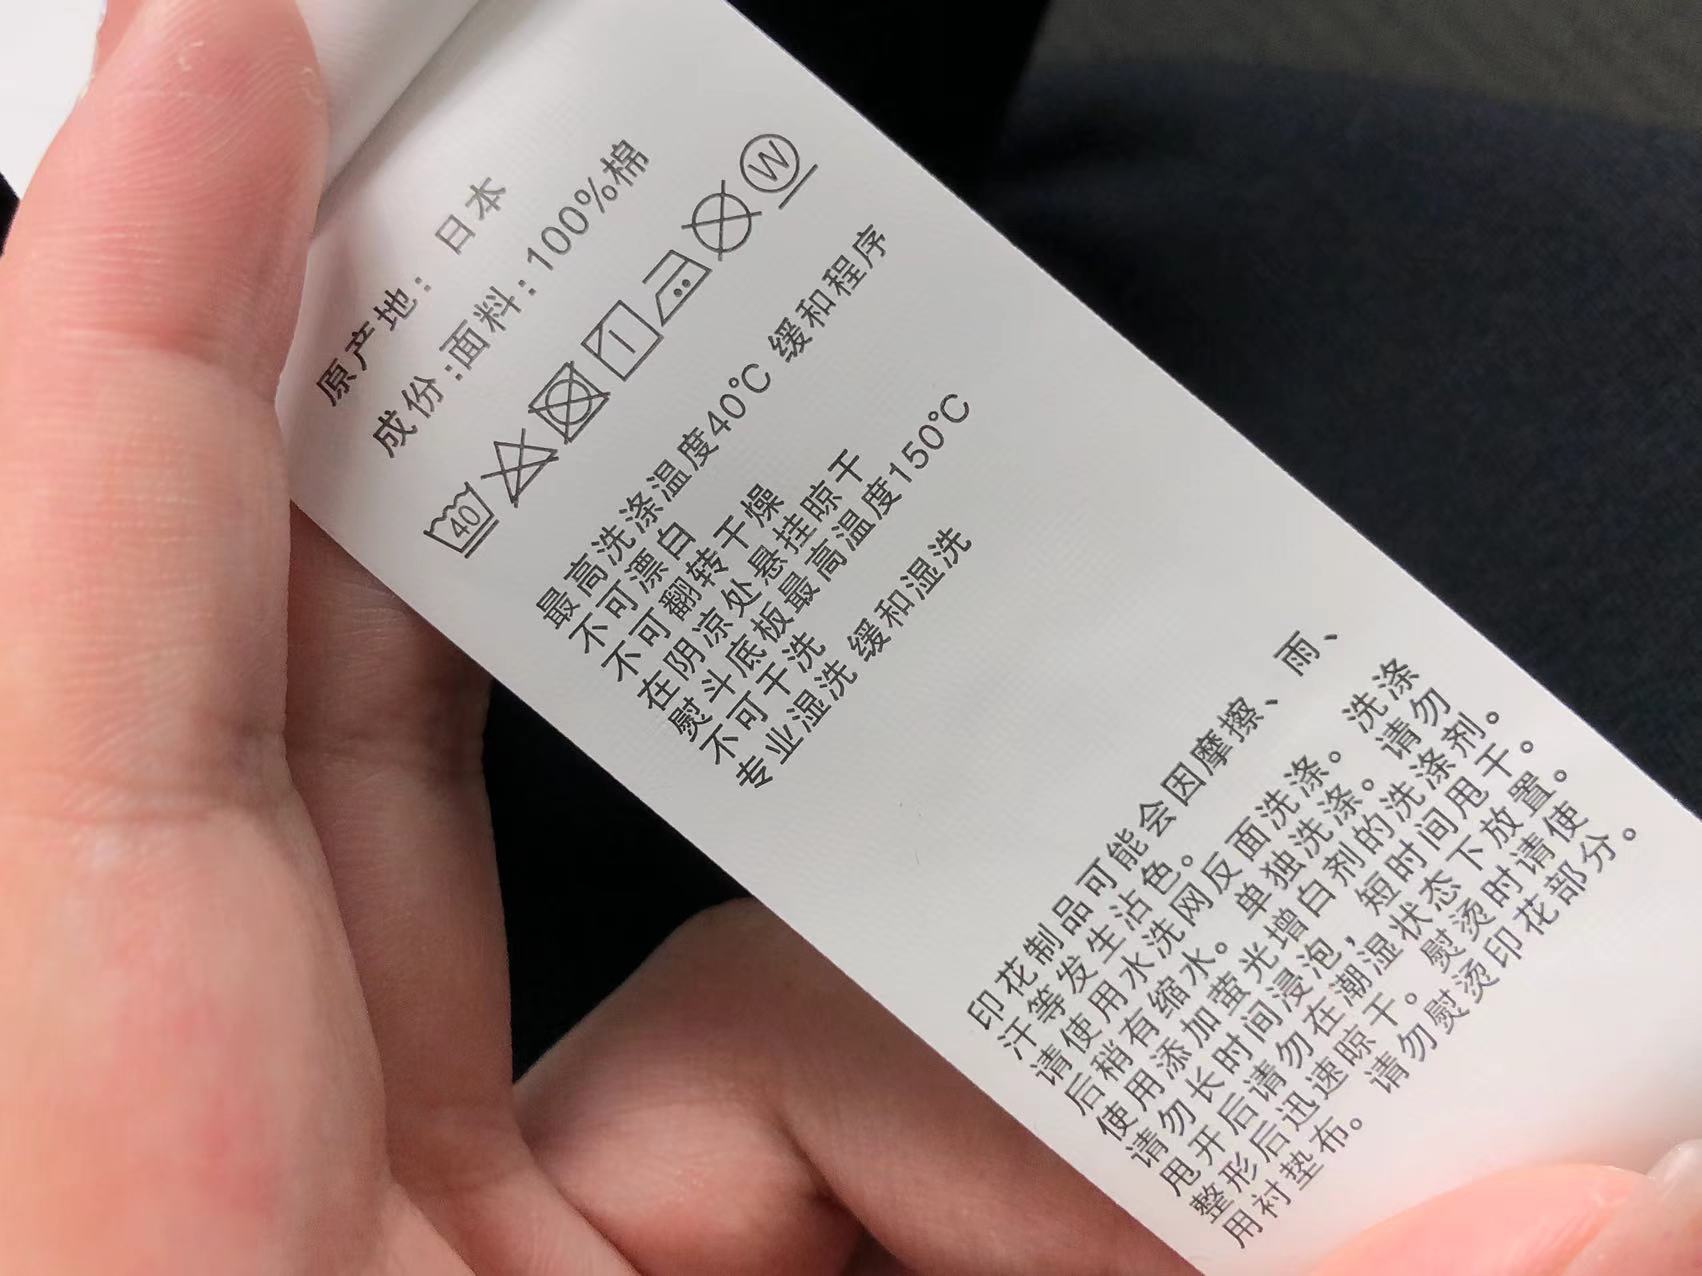 原产地：日本
成份:面料:100%棉
40 W
最高洗涤温度40℃ 缓和程序
不可漂白
不可翻转干燥
在阴凉处悬挂晾干
熨斗底板最高温度150℃
不可干洗
专业湿洗 缓和湿洗
印花制品可能会因摩擦、雨、
汗等发生沾色。
请使用水洗网反面洗涤。洗涤
后稍有缩水。单独洗涤。请勿
使用添加萤光增白剂的洗涤剂。
请勿长时间浸泡，短时间甩干。
甩开后请勿在潮湿状态下放置。
整形后迅速晾干。熨烫时请使
用衬垫布。请勿熨烫印花部分。